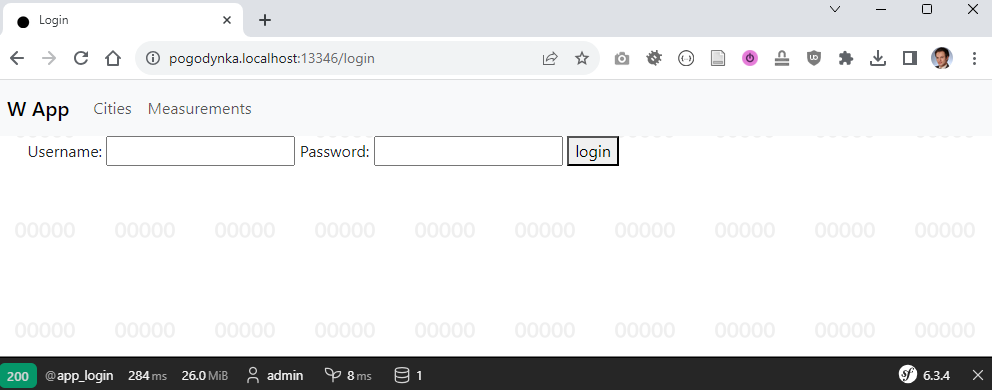 Login
pogodynka.localhost:13346/login
W App Cities Measurements
Username: Password: login
00000 00000 00000 00000 00000 00000 00000 00000 00000 00000
00000 00000 00000 00000 00000 00000 00000 00000 00000 00000
200 @app_login 284 ms 26.0 MiB admin 8 ms 1 sf 6.3.4